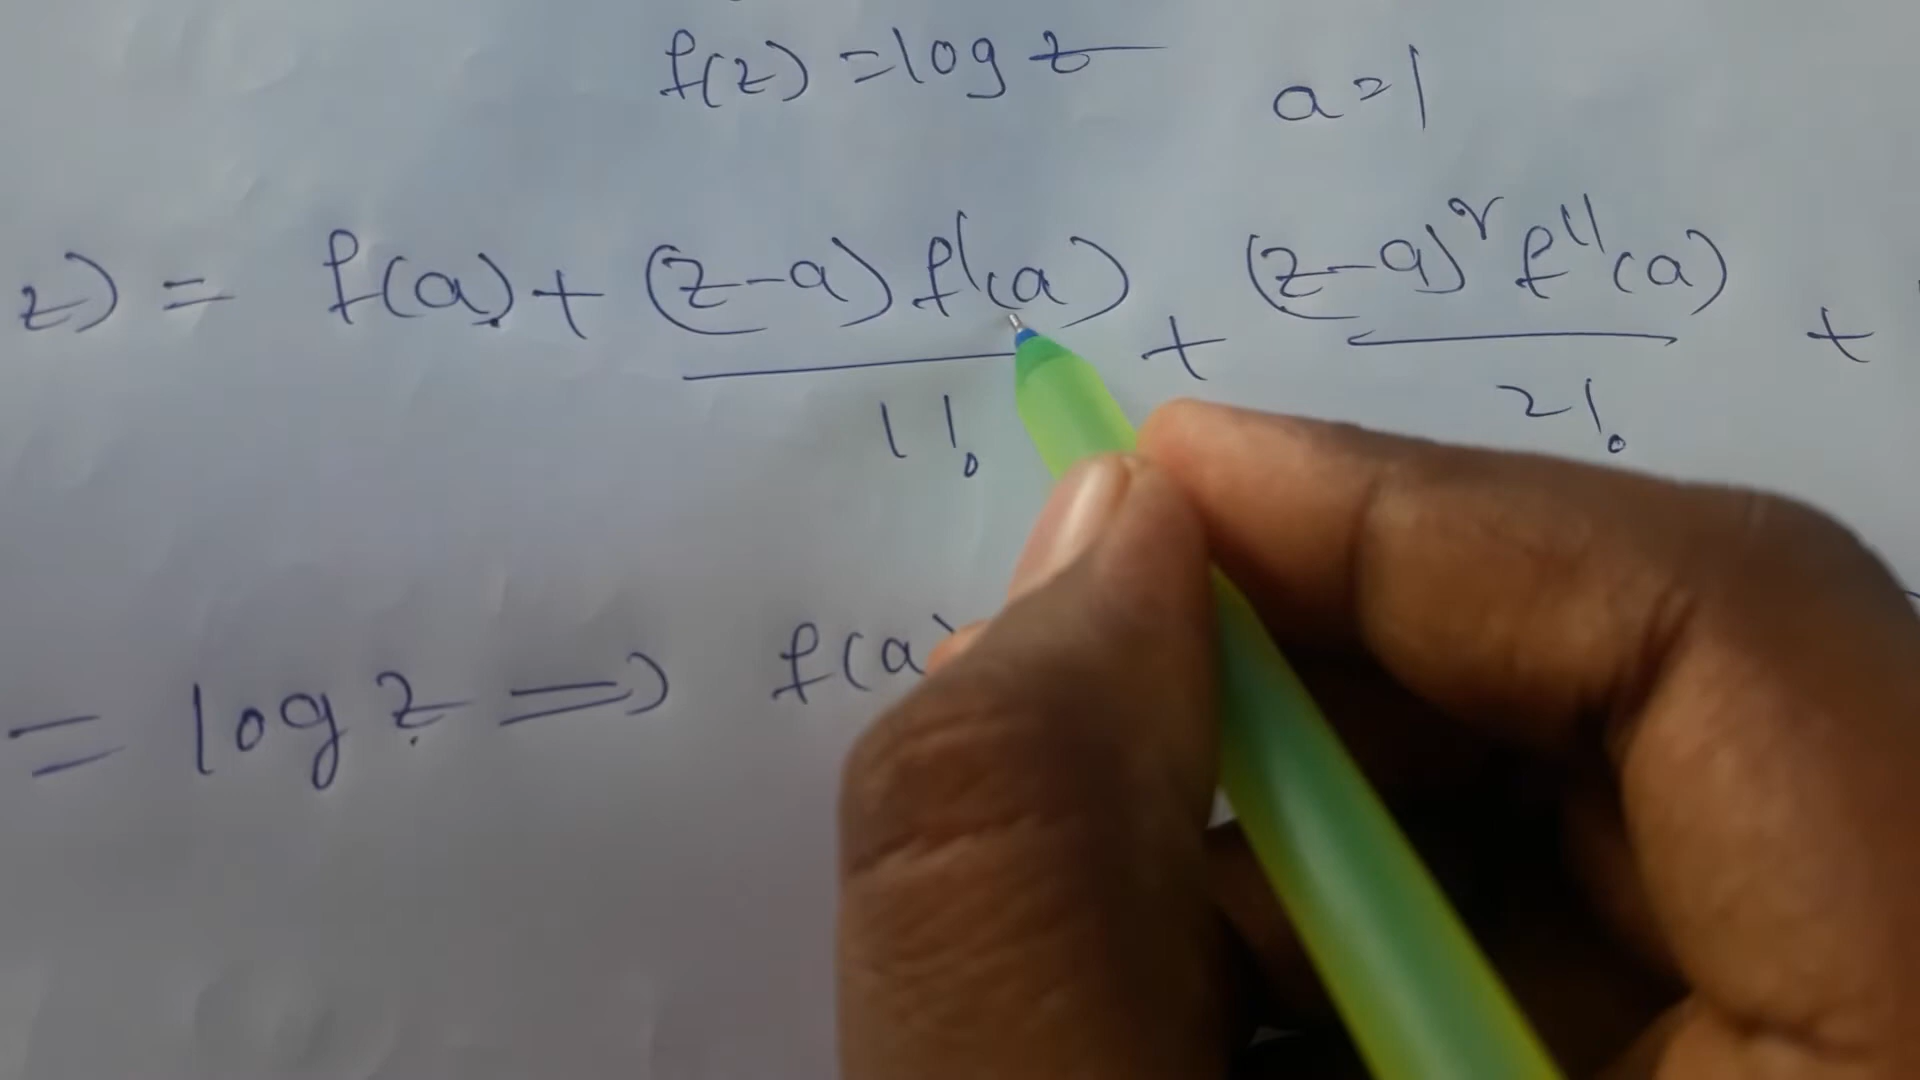 f(z) = log z
a = 1
z) = f(a) + (z-a) f'(a) / 1! + (z-a)² f''(a) / 2! +
= log z ⇒ f(a)